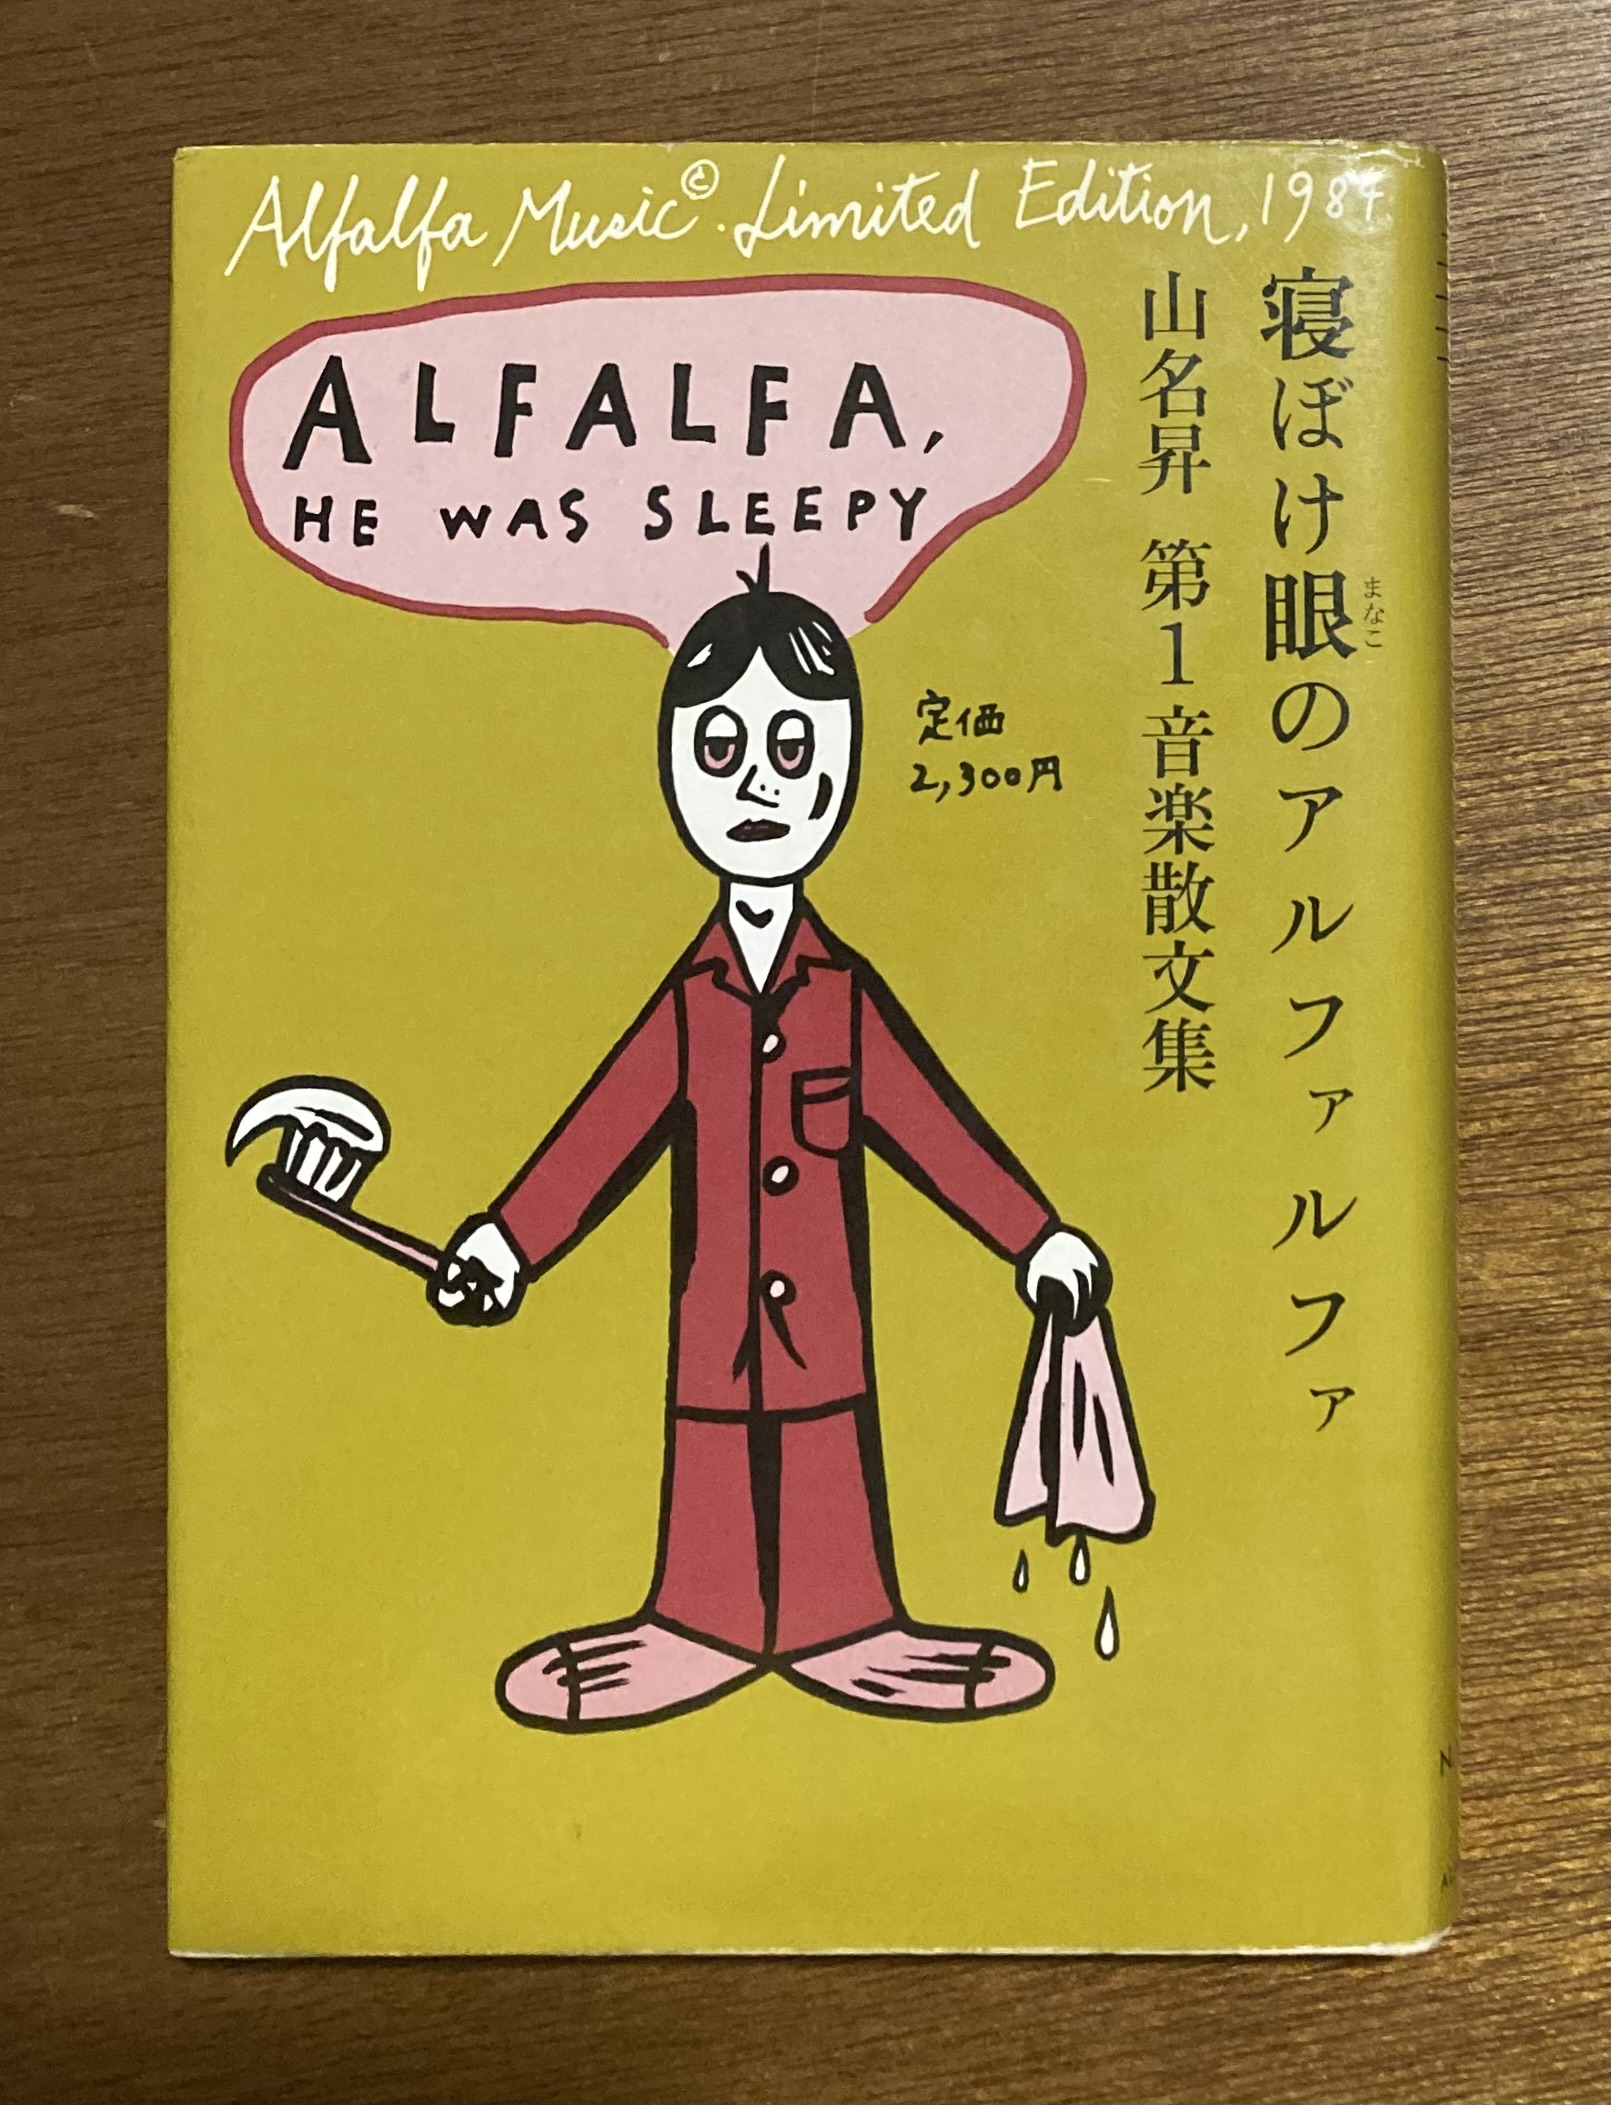 Alfalfa Music©. Limited Edition, 1984
寝ぼけ眼のアルファルファ
まなこ
山名昇 第1音楽散文集
ALFALFA,
HE WAS SLEEPY
定価
2,300円